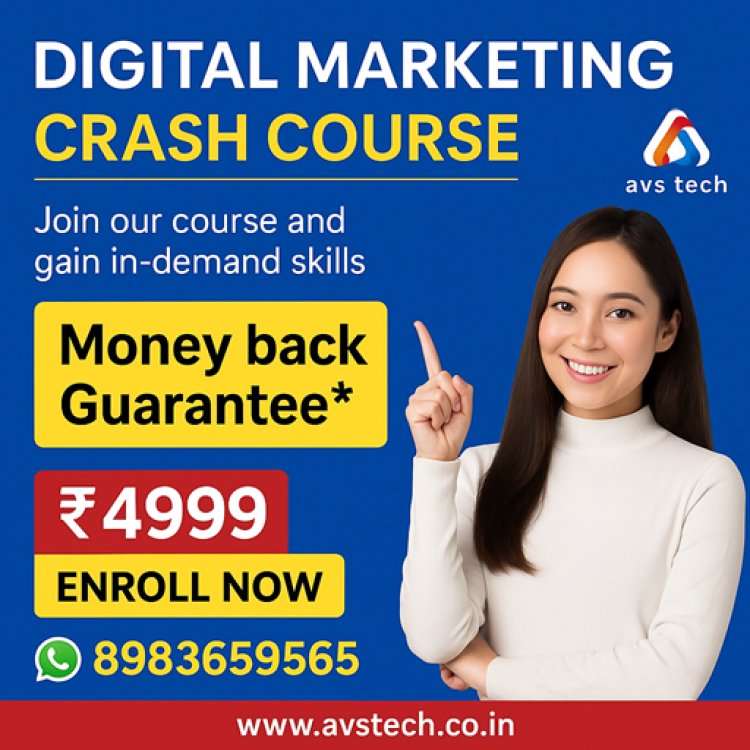 DIGITAL MARKETING
CRASH COURSE
avs tech
Join our course and
gain in-demand skills
Money back
Guarantee*
₹4999
ENROLL NOW
8983659565
www.avstech.co.in